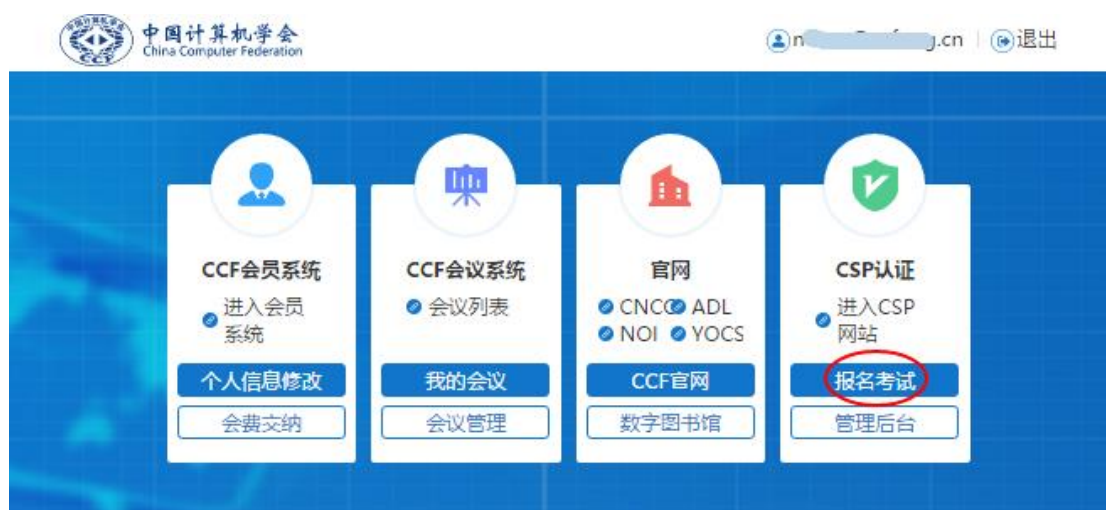 中国计算机学会
China Computer Federation
CCF
n
.cn
退出
CCF会员系统
进入会员
系统
个人信息修改
会费交纳
CCF会议系统
会议列表
我的会议
会议管理
官网
CNCC ADL
NOI YOCS
CCF官网
数字图书馆
CSP认证
进入CSP
网站
报名考试
管理后台